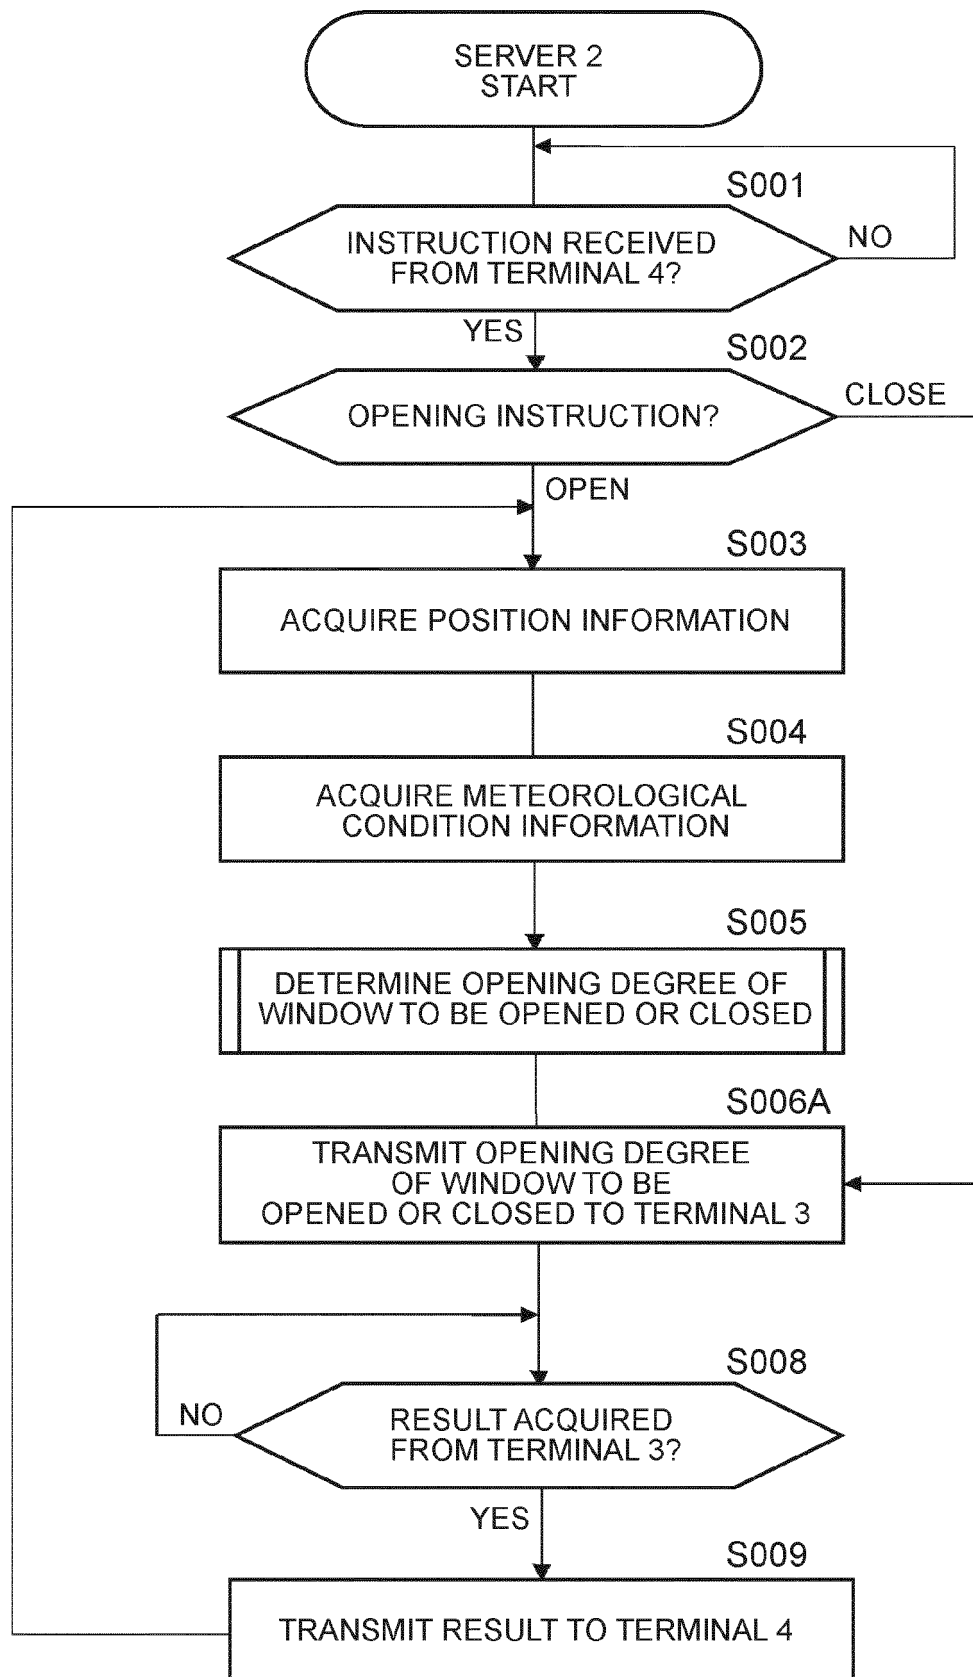 SERVER 2
START
S001
INSTRUCTION RECEIVED
FROM TERMINAL 4?
NO
YES
S002
OPENING INSTRUCTION?
CLOSE
OPEN
S003
ACQUIRE POSITION INFORMATION
S004
ACQUIRE METEOROLOGICAL
CONDITION INFORMATION
S005
DETERMINE OPENING DEGREE OF
WINDOW TO BE OPENED OR CLOSED
S006A
TRANSMIT OPENING DEGREE
OF WINDOW TO BE
OPENED OR CLOSED TO TERMINAL 3
S008
NO
RESULT ACQUIRED
FROM TERMINAL 3?
YES
S009
TRANSMIT RESULT TO TERMINAL 4